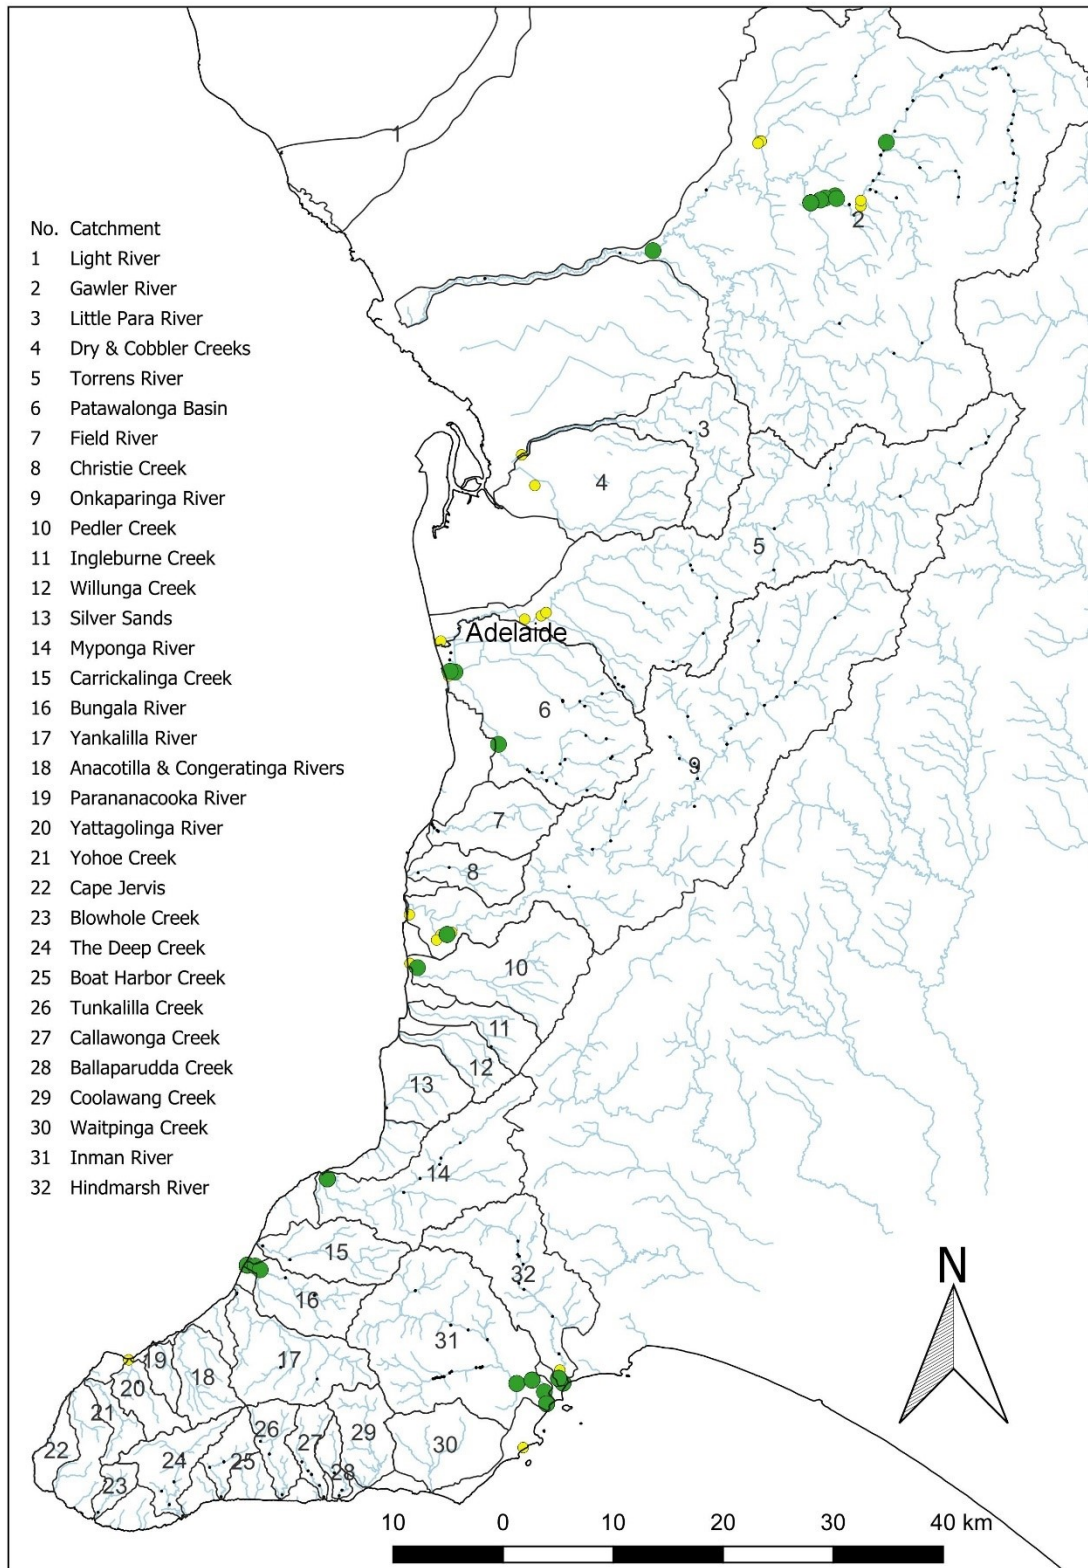 No. Catchment
1 Light River
2 Gawler River
3 Little Para River
4 Dry & Cobbler Creeks
5 Torrens River
6 Patawalonga Basin
7 Field River
8 Christie Creek
9 Onkaparinga River
10 Pedler Creek
11 Ingleburne Creek
12 Willunga Creek
13 Silver Sands
14 Myponga River
15 Carrickalinga Creek
16 Bungala River
17 Yankalilla River
18 Anacotilla & Congeratinga Rivers
19 Parananacooka River
20 Yattagolinga River
21 Yohoe Creek
22 Cape Jervis
23 Blowhole Creek
24 The Deep Creek
25 Boat Harbor Creek
26 Tunkalilla Creek
27 Callawonga Creek
28 Ballaparudda Creek
29 Coolawang Creek
30 Waitpinga Creek
31 Inman River
32 Hindmarsh River
1
2
3
4
5
Adelaide
6
9
7
8
10
11
12
13
14
15
32
16
31
17
19
18
20
21
26
29
27
30
22
24
25
28
23
N
10 0 10 20 30 40 km